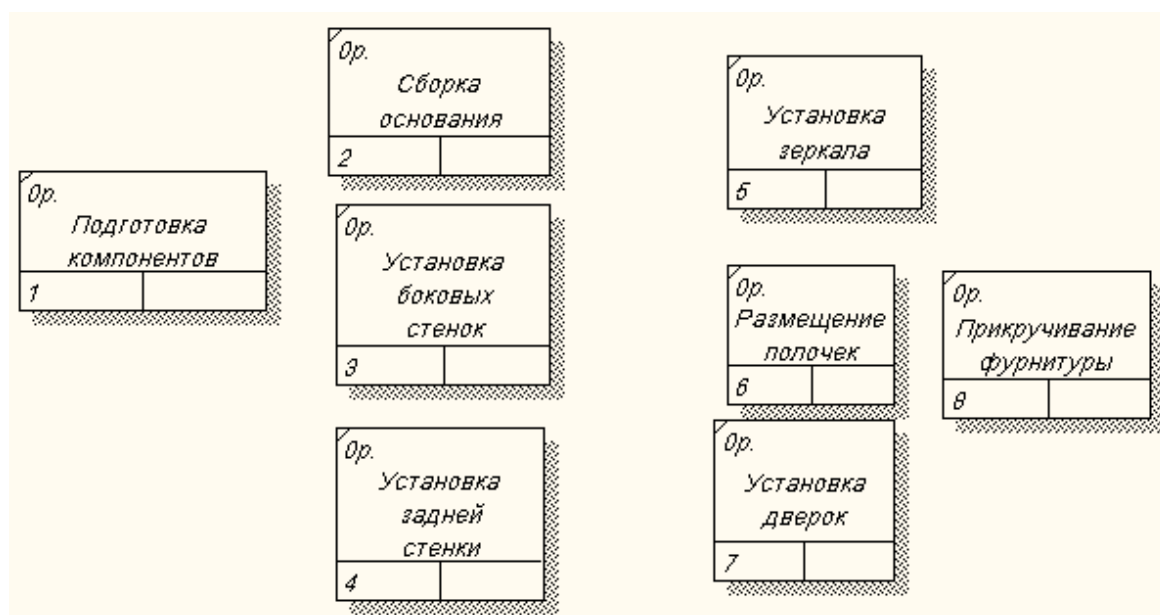 0р.
Подготовка
компонентов
1
0р.
Сборка
основания
2
0р.
Установка
боковых
стенок
3
0р.
Установка
задней
стенки
4
0р.
Установка
зеркала
5
0р.
Размещение
полочек
6
0р.
Установка
дверок
7
0р.
Прикручивание
фурнитуры
8